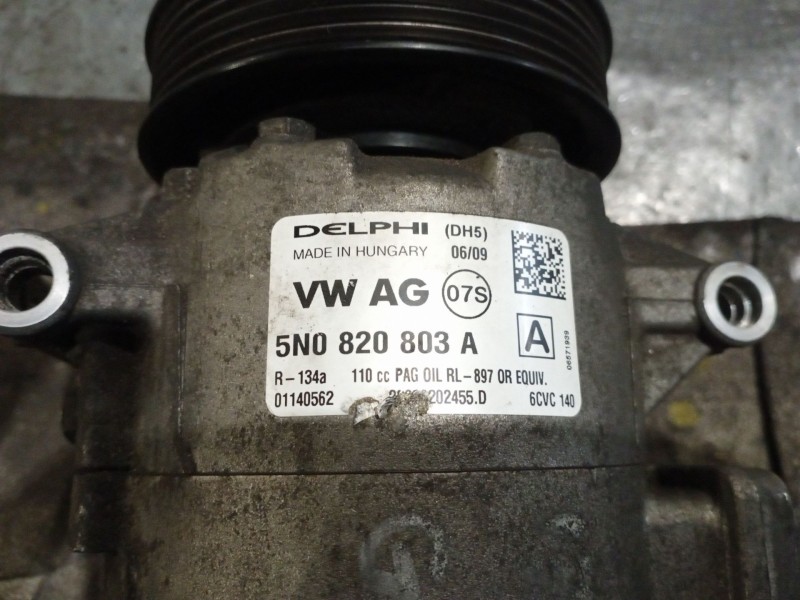 DELPHI (DH5)
MADE IN HUNGARY 06/09
VW AG 07S
5N0 820 803 A A
R-134a 110 cc PAG OIL RL-897 OR EQUIV.
01140562 6CVC 140
06571939